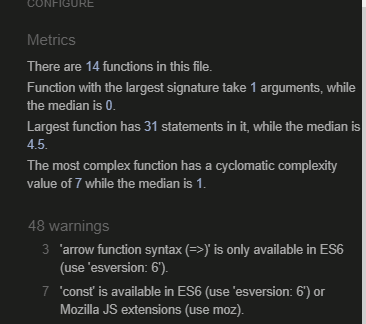 CONFIGURE
Metrics
There are 14 functions in this file.
Function with the largest signature take 1 arguments, while
the median is 0.
Largest function has 31 statements in it, while the median is
4.5.
The most complex function has a cyclomatic complexity
value of 7 while the median is 1.
48 warnings
3 'arrow function syntax (=>)' is only available in ES6
(use 'esversion: 6').
7 'const' is available in ES6 (use 'esversion: 6') or
Mozilla JS extensions (use moz).